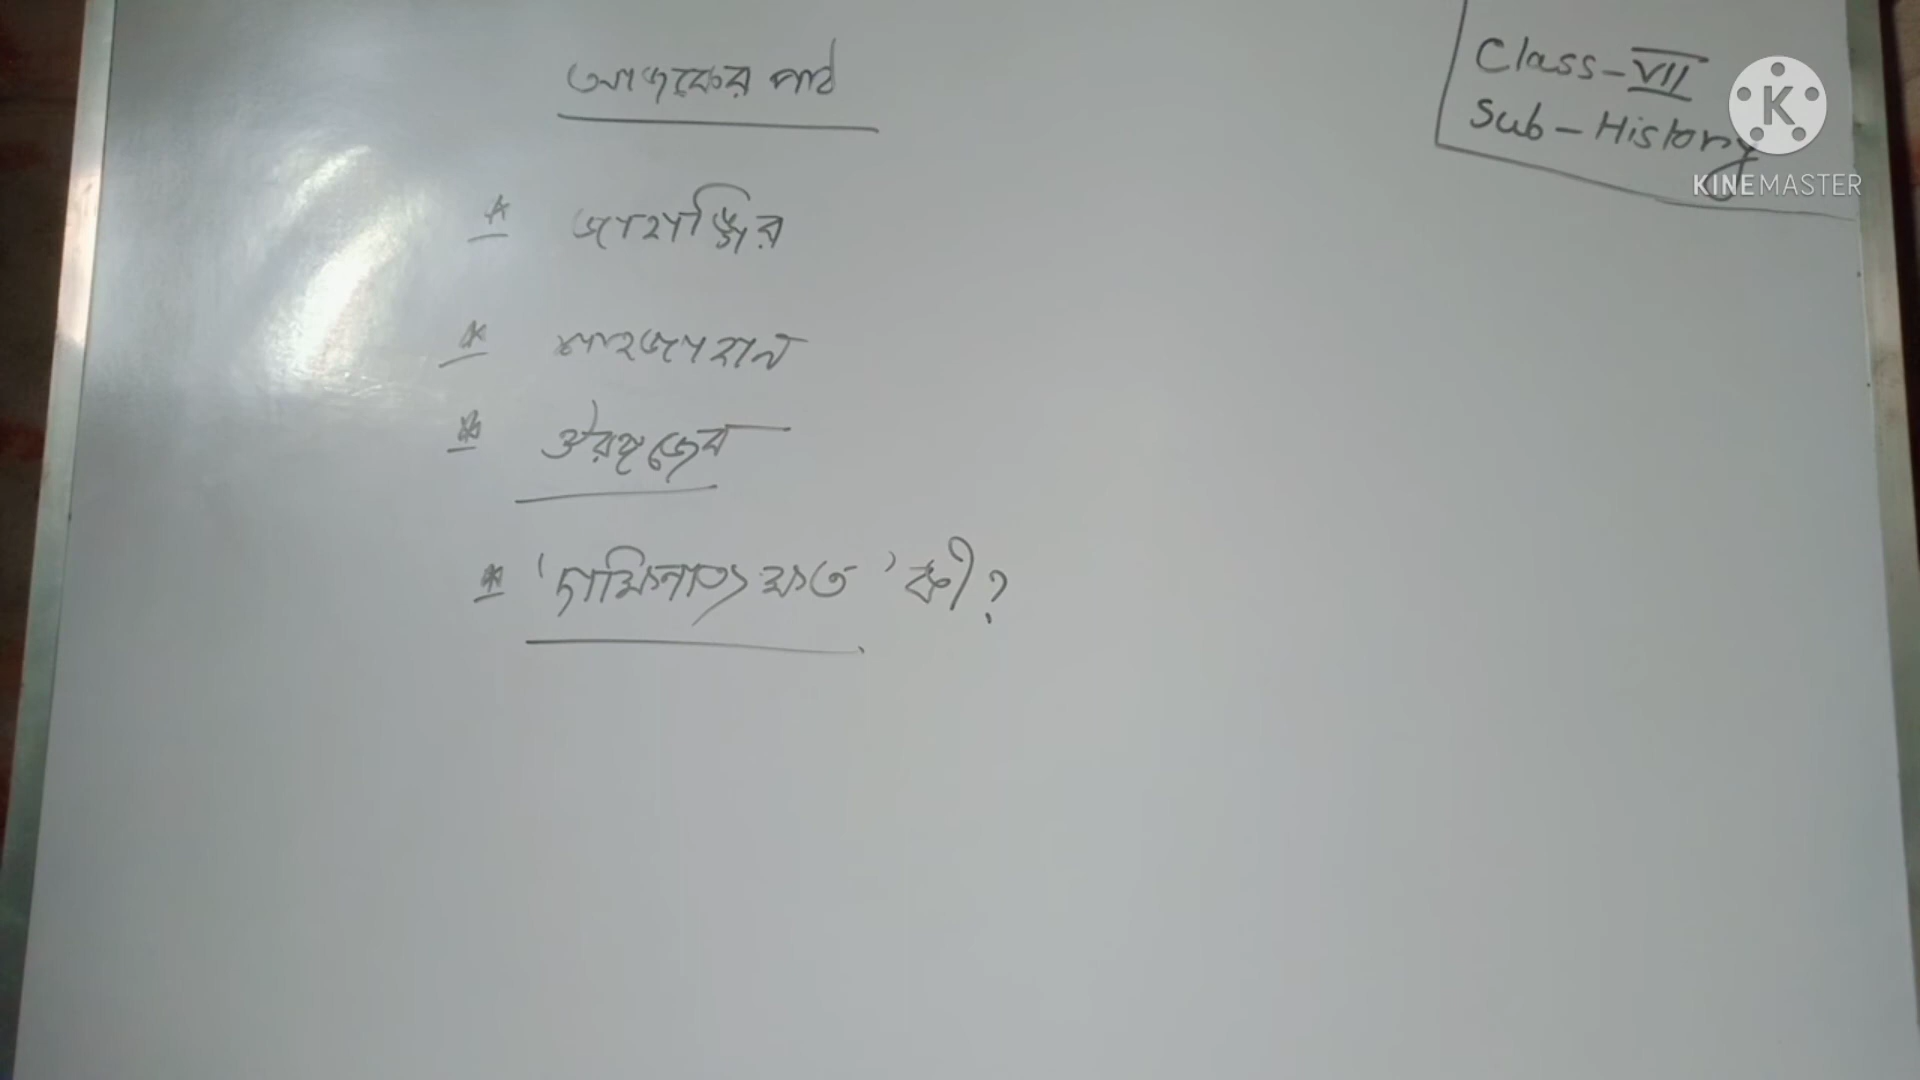 আজকের পাঠ
Class - VII
Sub - History
KINEMASTER
* জাহাঙ্গির
* শাহজাহান
* ঔরঙ্গজেব
* 'দাক্ষিণাত্য ক্ষত' কী?